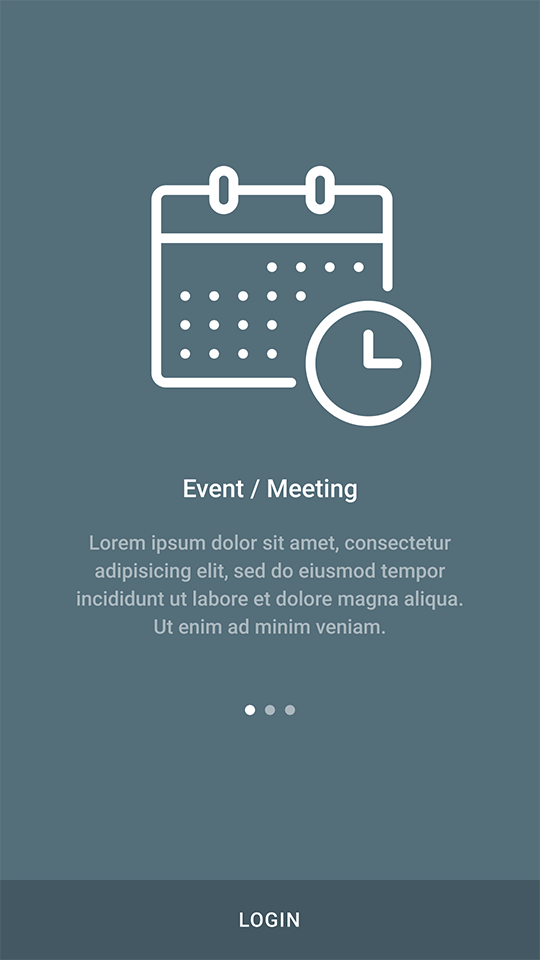 Event / Meeting
Lorem ipsum dolor sit amet, consectetur
adipisicing elit, sed do eiusmod tempor
incididunt ut labore et dolore magna aliqua.
Ut enim ad minim veniam.
LOGIN